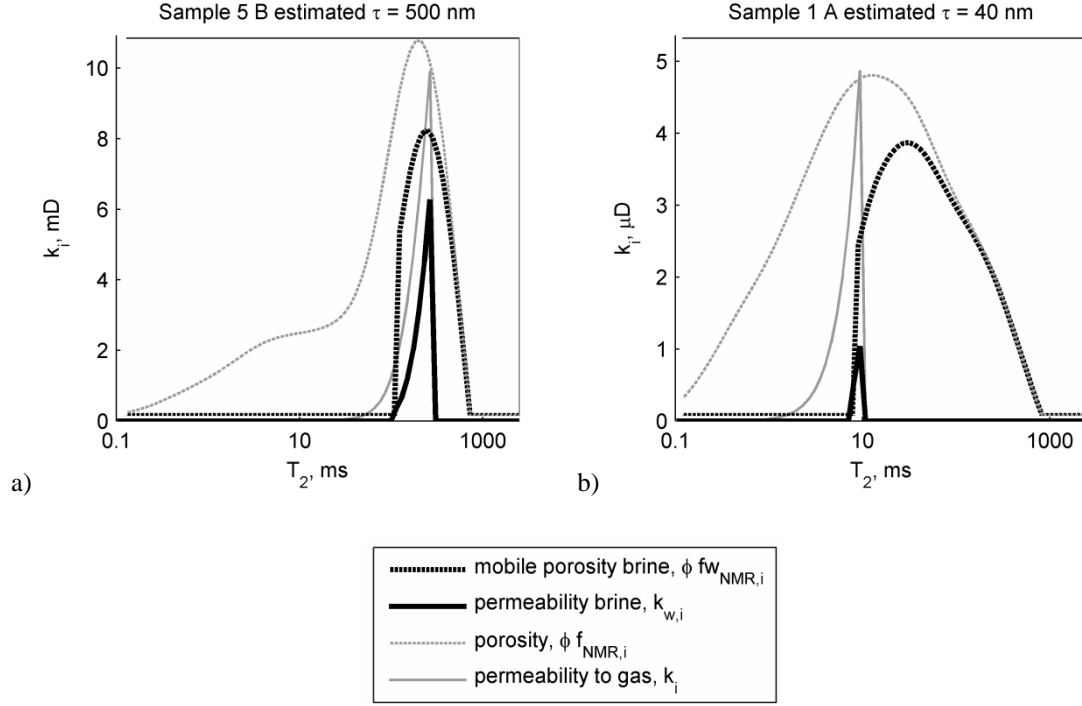 Sample 5 B estimated τ = 500 nm
k_i, mD
10
8
6
4
2
0
0.1
10
1000
T_2, ms
a)
Sample 1 A estimated τ = 40 nm
k_i, μD
5
4
3
2
1
0
0.1
10
1000
T_2, ms
b)
mobile porosity brine, ϕ fw_NMR,i
permeability brine, k_w,i
porosity, ϕ f_NMR,i
permeability to gas, k_i